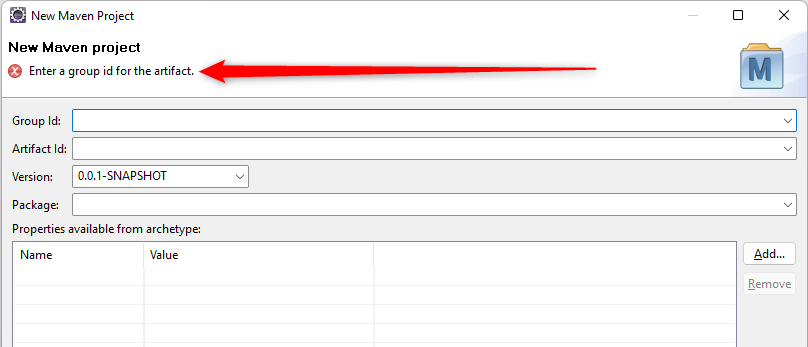 New Maven Project
New Maven project
Enter a group id for the artifact.
M
Group Id:
Artifact Id:
Version: 0.0.1-SNAPSHOT
Package:
Properties available from archetype:
Name Value
Add...
Remove